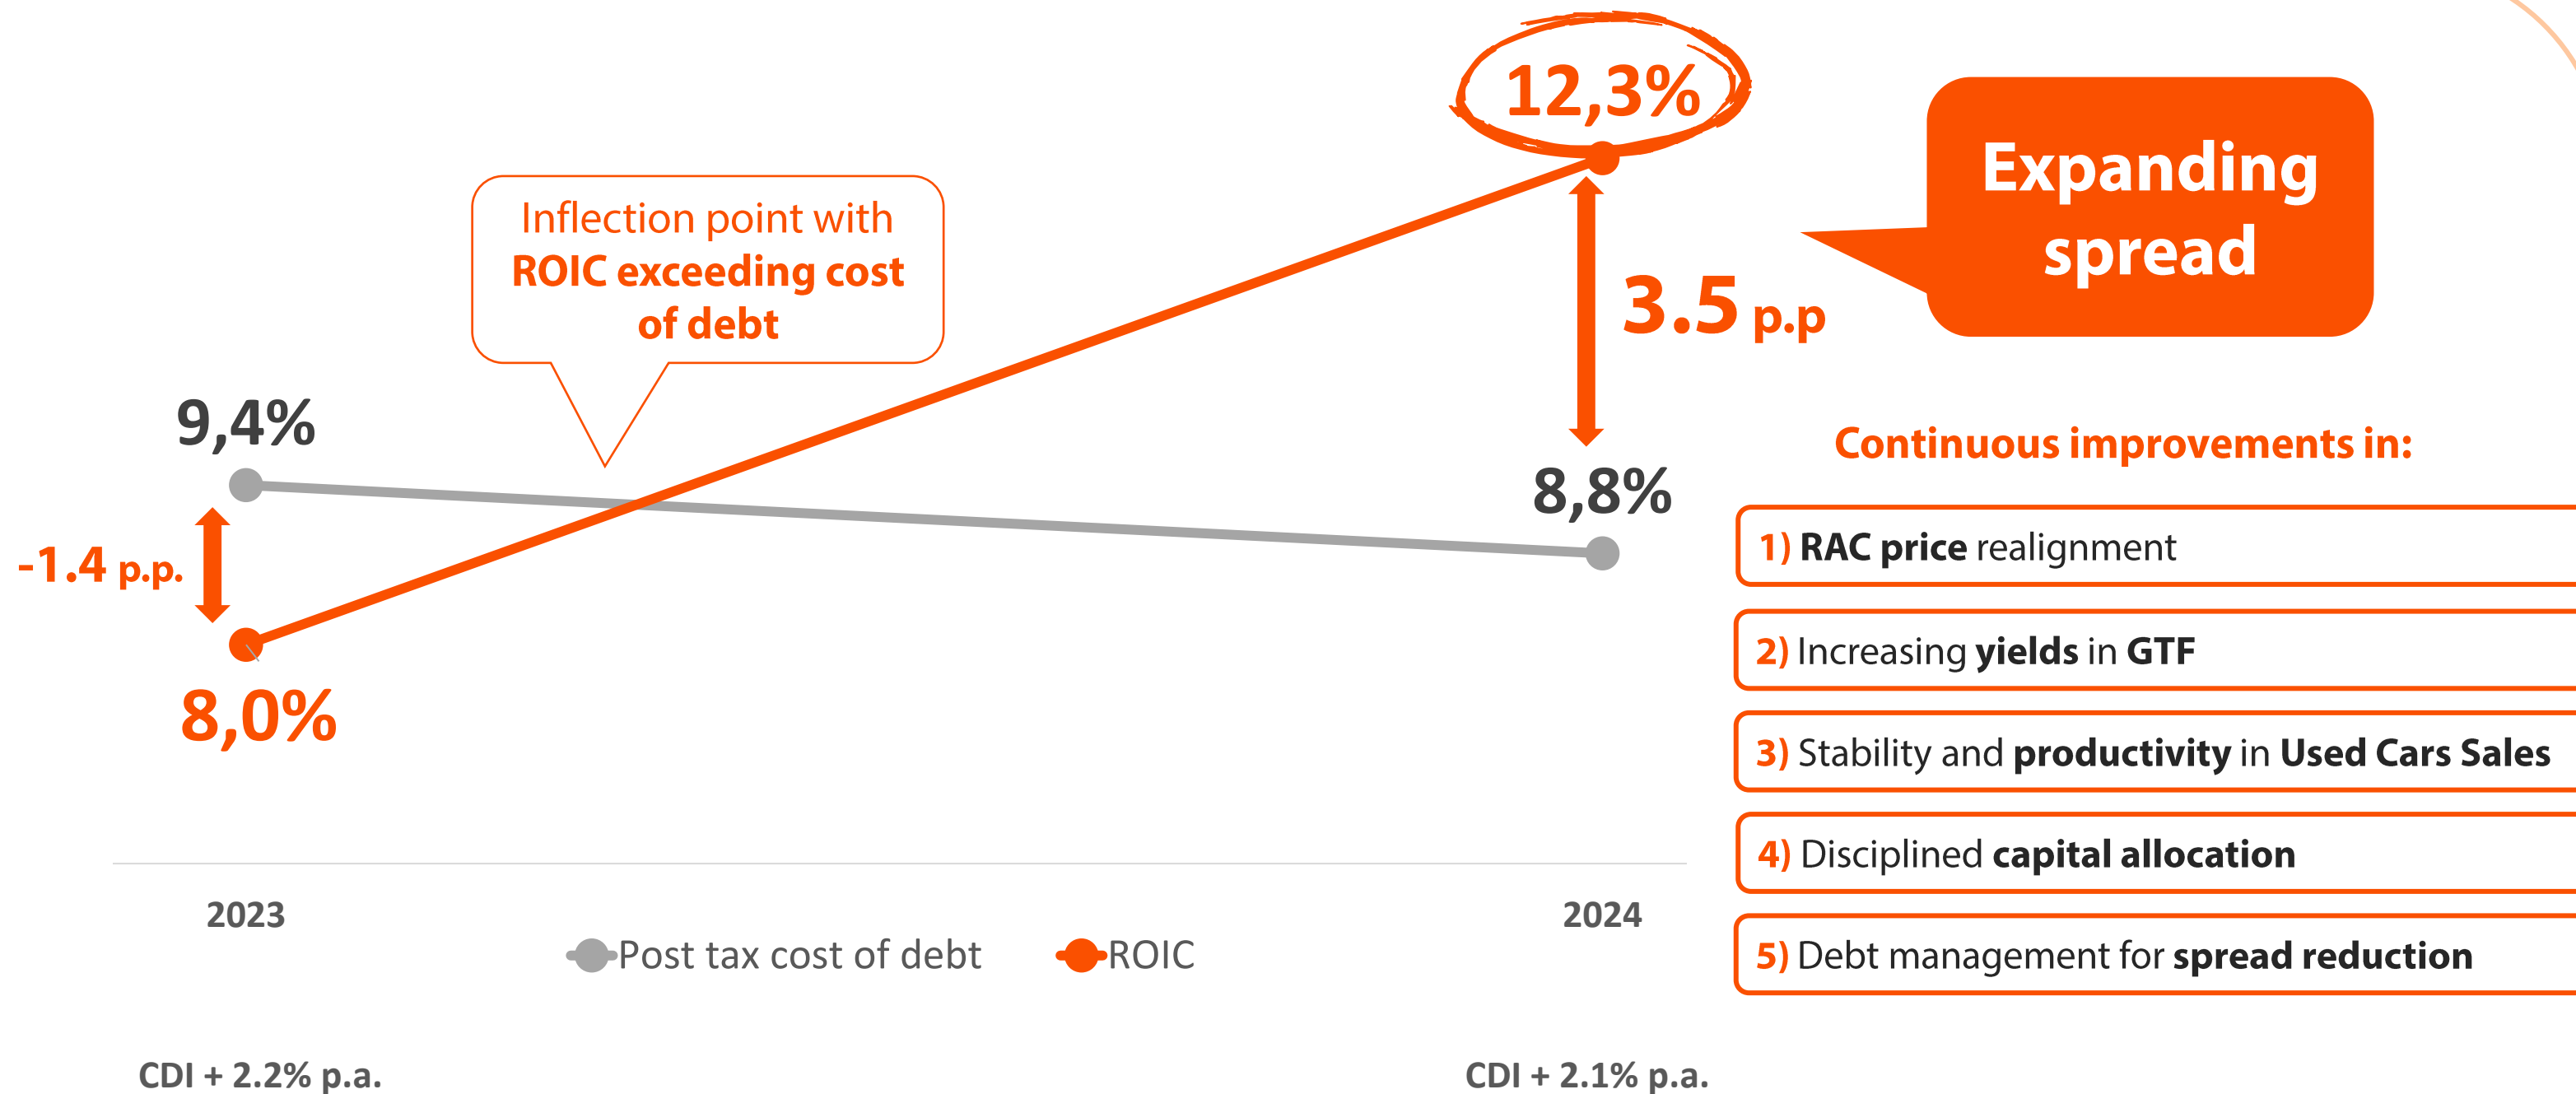 12,3%
Expanding
spread
Inflection point with
ROIC exceeding cost
of debt
3.5 p.p
9,4%
8,8%
-1.4 p.p.
8,0%
2023
2024
Post tax cost of debt
ROIC
CDI + 2.2% p.a.
CDI + 2.1% p.a.
Continuous improvements in:
1) RAC price realignment
2) Increasing yields in GTF
3) Stability and productivity in Used Cars Sales
4) Disciplined capital allocation
5) Debt management for spread reduction